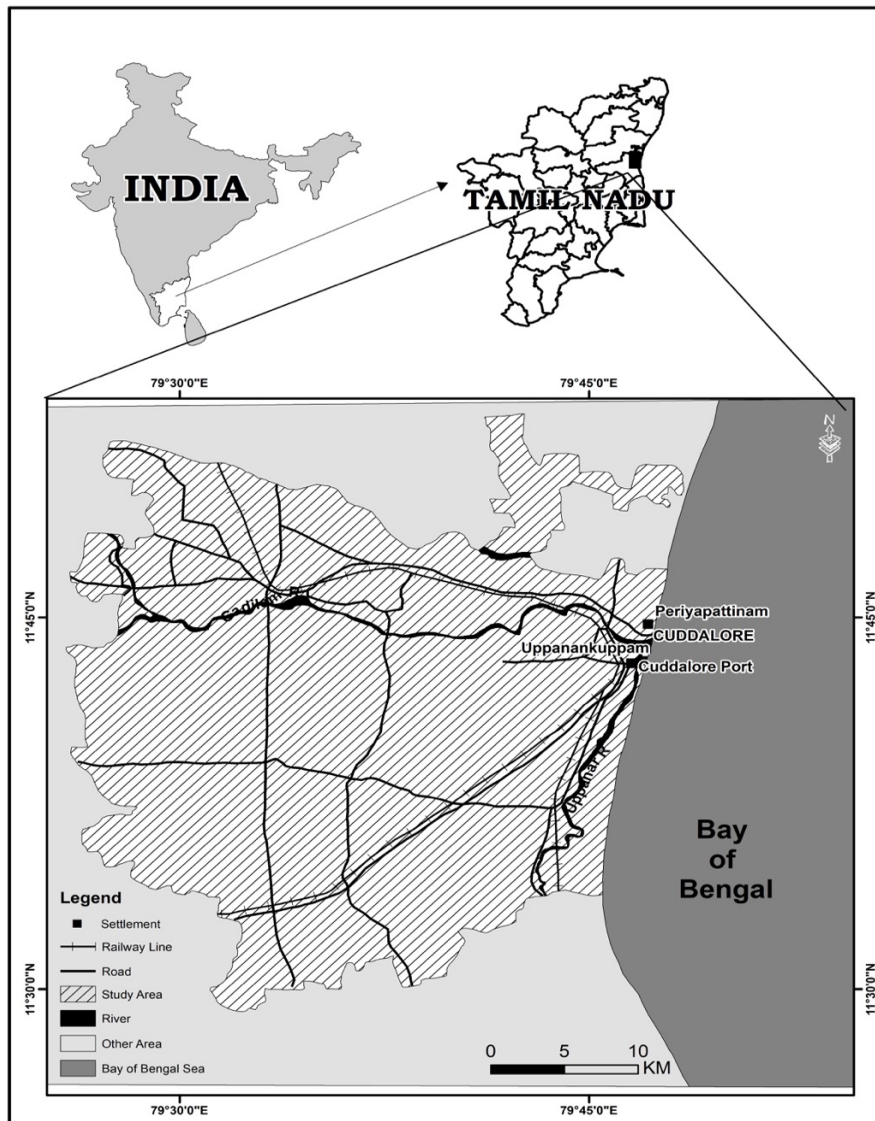 INDIA
TAMIL NADU
79°30'0"E
79°45'0"E
N
11°45'0"N
11°45'0"N
Gadilam R
Periyapattinam
CUDDALORE
Uppanankuppam
Cuddalore Port
Uppanar R
Bay
of
Bengal
Legend
Settlement
Railway Line
Road
Study Area
River
Other Area
Bay of Bengal Sea
0 5 10
KM
11°30'0"N
11°30'0"N
79°30'0"E
79°45'0"E